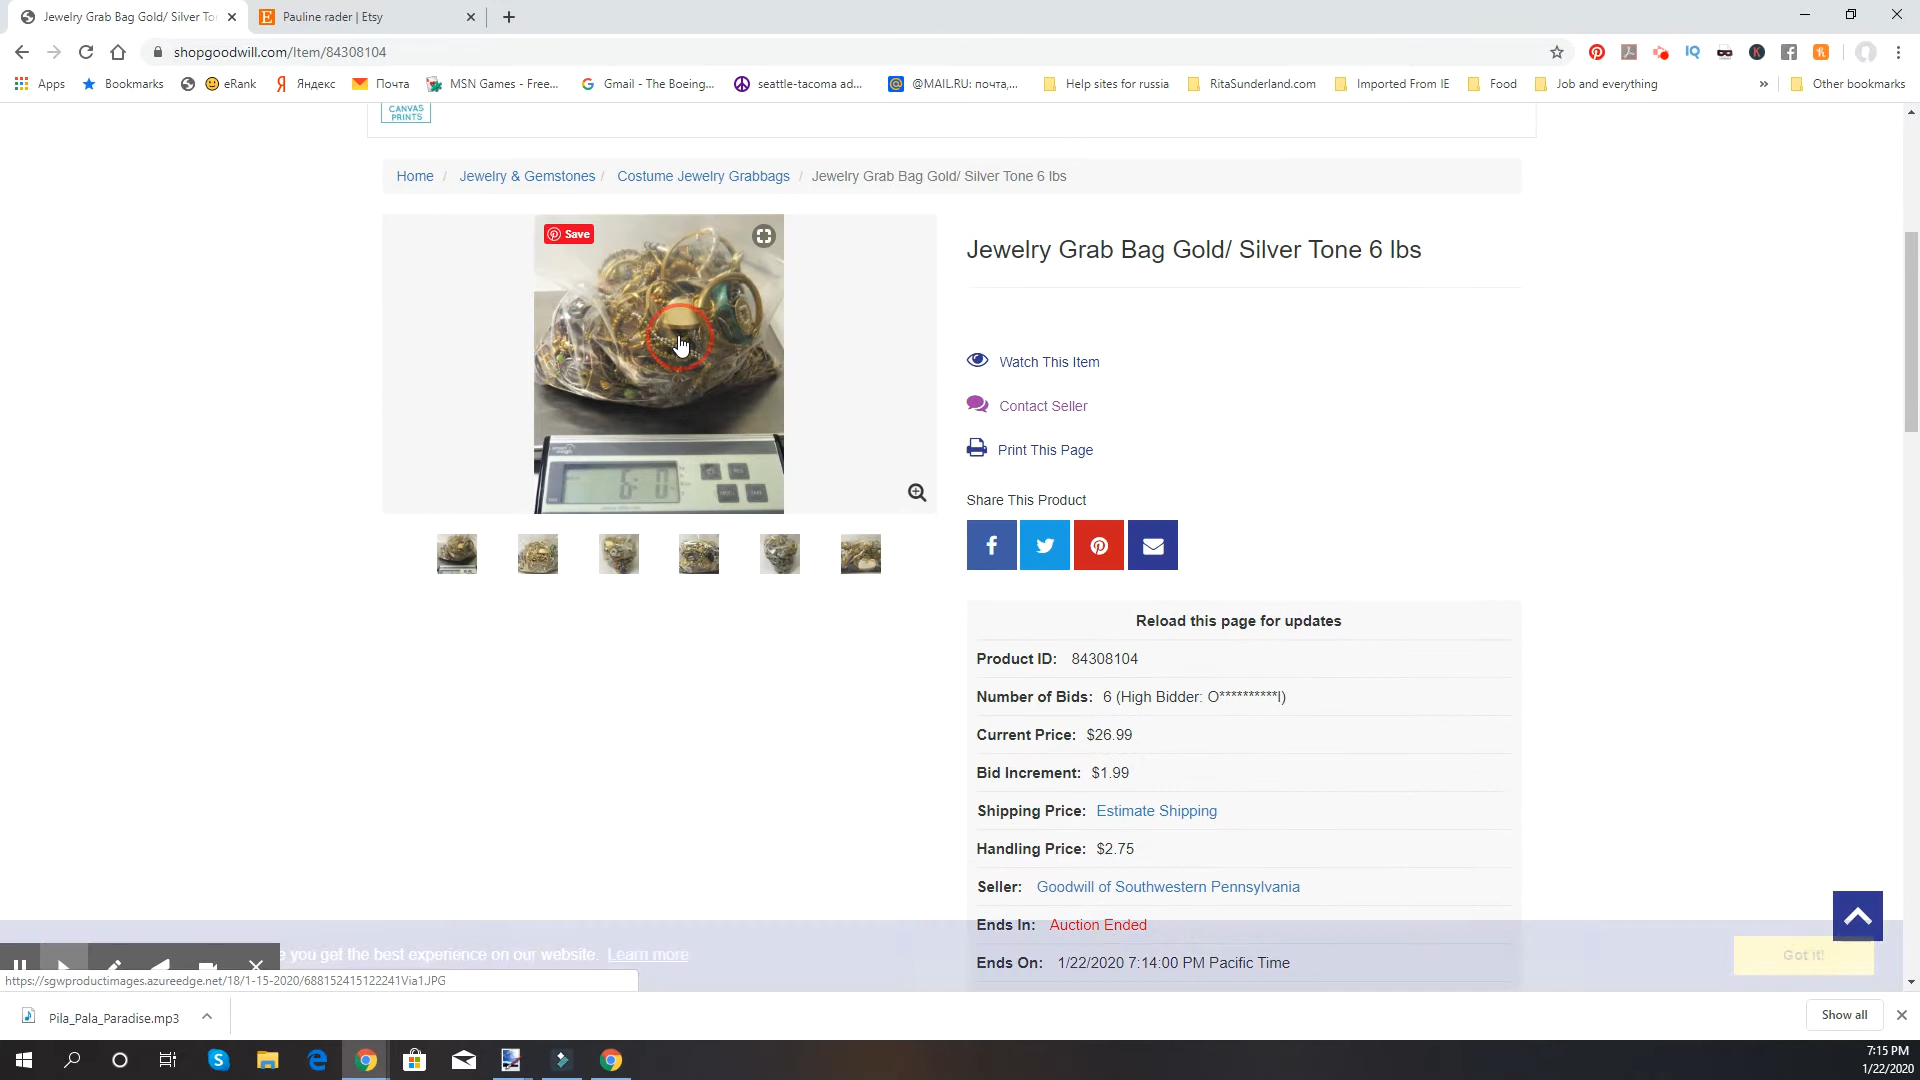 Jewelry Grab Bag Gold/ Silver To
Pauline rader | Etsy
shopgoodwill.com/Item/84308104
Apps
Bookmarks
eRank
Яндекс
Почта
MSN Games - Free...
Gmail - The Boeing...
seattle-tacoma ad...
@MAIL.RU: почта,...
Help sites for russia
RitaSunderland.com
Imported From IE
Food
Job and everything
»
Other bookmarks
CANVAS
PRINTS
Home / Jewelry & Gemstones / Costume Jewelry Grabbags / Jewelry Grab Bag Gold/ Silver Tone 6 lbs
Save
Jewelry Grab Bag Gold/ Silver Tone 6 lbs
Watch This Item
Contact Seller
Print This Page
6: 0
Share This Product
Reload this page for updates
Product ID: 84308104
Number of Bids: 6 (High Bidder: O**********l)
Current Price: $26.99
Bid Increment: $1.99
Shipping Price: Estimate Shipping
Handling Price: $2.75
Seller: Goodwill of Southwestern Pennsylvania
Ends In: Auction Ended
Ends On: 1/22/2020 7:14:00 PM Pacific Time
you get the best experience on our website. Learn more
Got it!
https://sgwproductimages.azureedge.net/18/1-15-2020/688152415122241Via1.JPG
Pila_Pala_Paradise.mp3
Show all
7:15 PM
1/22/2020